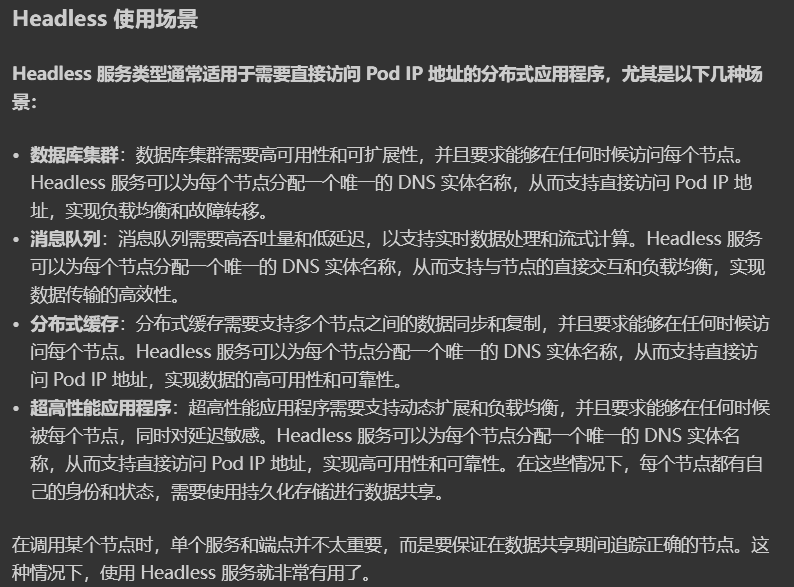 Headless 使用场景
Headless 服务类型通常适用于需要直接访问 Pod IP 地址的分布式应用程序，尤其是以下几种场
景：
• 数据库集群：数据库集群需要高可用性和可扩展性，并且要求能够在任何时候访问每个节点。
Headless 服务可以为每个节点分配一个唯一的 DNS 实体名称，从而支持直接访问 Pod IP 地
址，实现负载均衡和故障转移。
• 消息队列：消息队列需要高吞吐量和低延迟，以支持实时数据处理和流式计算。Headless 服务
可以为每个节点分配一个唯一的 DNS 实体名称，从而支持与节点的直接交互和负载均衡，实现
数据传输的高效性。
• 分布式缓存：分布式缓存需要支持多个节点之间的数据同步和复制，并且要求能够在任何时候访
问每个节点。Headless 服务可以为每个节点分配一个唯一的 DNS 实体名称，从而支持直接访
问 Pod IP 地址，实现数据的高可用性和可靠性。
• 超高性能应用程序：超高性能应用程序需要支持动态扩展和负载均衡，并且要求能够在任何时候
被每个节点，同时对延迟敏感。Headless 服务可以为每个节点分配一个唯一的 DNS 实体名
称，从而支持直接访问 Pod IP 地址，实现高可用性和可靠性。在这些情况下，每个节点都有自
己的身份和状态，需要使用持久化存储进行数据共享。
在调用某个节点时，单个服务和端点并不太重要，而是要保证在数据共享期间追踪正确的节点。这
种情况下，使用 Headless 服务就非常有用了。